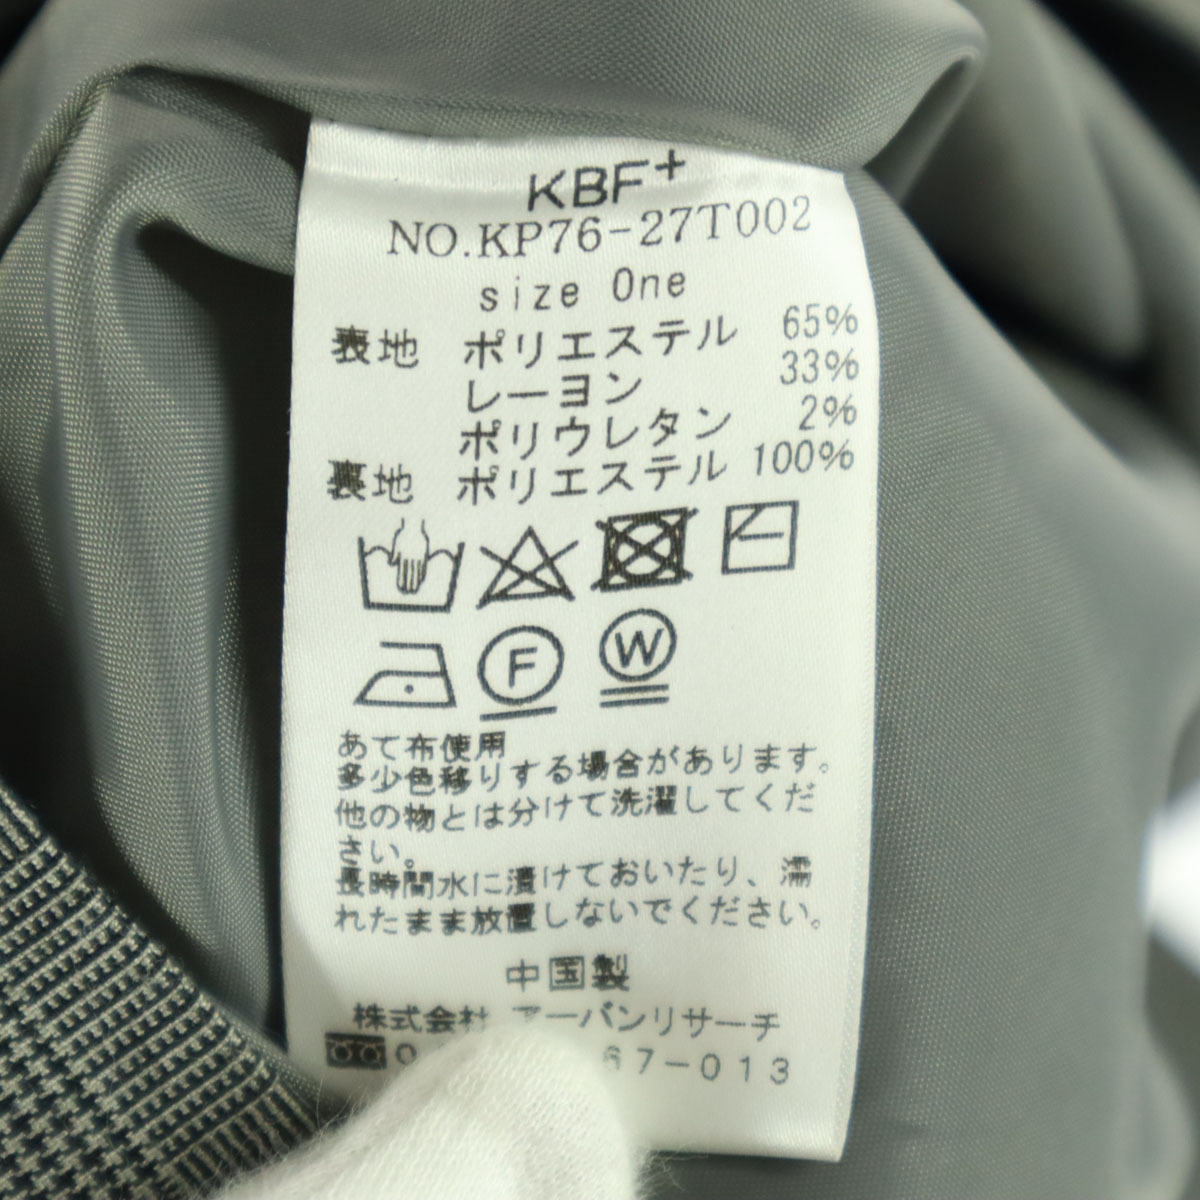 KBF+
NO.KP76-27T002
size One
表地 ポリエステル 65%
レーヨン 33%
ポリウレタン 2%
裏地 ポリエステル 100%
F W
あて布使用
多少色移りする場合があります。
他の物とは分けて洗濯してくだ
さい。
長時間水に漬けておいたり、濡
れたまま放置しないでください。
中国製
株式会社 アーバンリサーチ
67-013